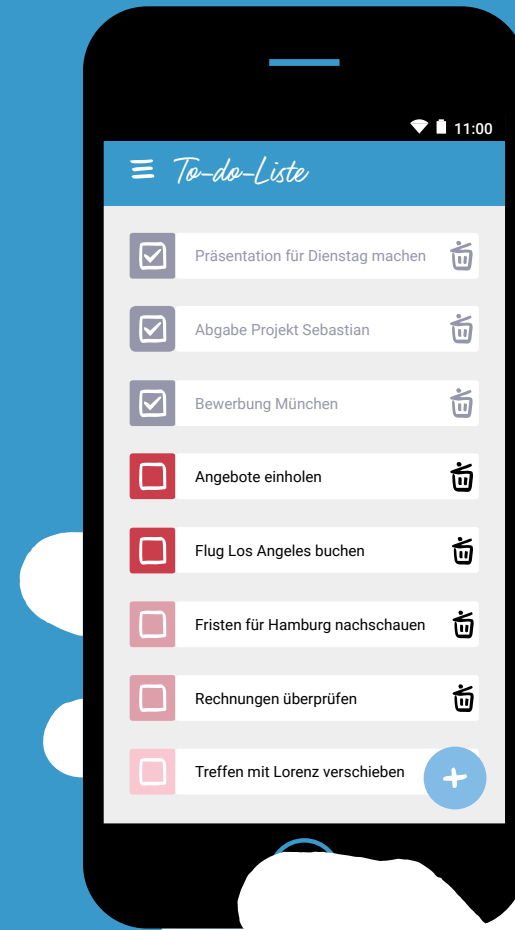 11:00
To-do-Liste
Präsentation für Dienstag machen
Abgabe Projekt Sebastian
Bewerbung München
Angebote einholen
Flug Los Angeles buchen
Fristen für Hamburg nachschauen
Rechnungen überprüfen
Treffen mit Lorenz verschieben